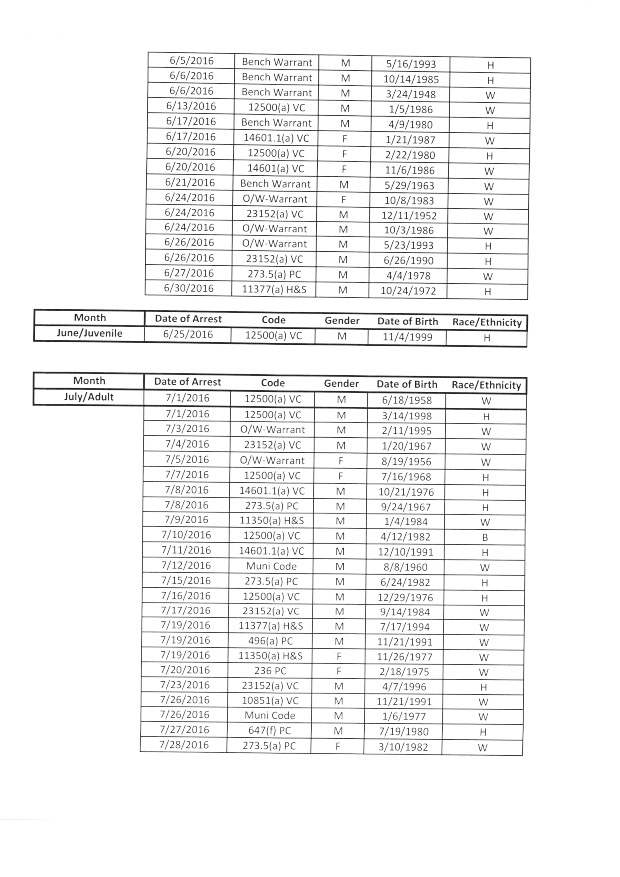 6/5/2016 Bench Warrant M 5/16/1993 H
6/6/2016 Bench Warrant M 10/14/1985 H
6/6/2016 Bench Warrant M 3/24/1948 W
6/13/2016 12500(a) VC M 1/5/1986 W
6/17/2016 Bench Warrant M 4/9/1980 H
6/17/2016 14601.1(a) VC F 1/21/1987 W
6/20/2016 12500(a) VC F 2/22/1980 H
6/20/2016 14601(a) VC F 11/6/1986 W
6/21/2016 Bench Warrant M 5/29/1963 W
6/24/2016 O/W-Warrant F 10/8/1983 W
6/24/2016 23152(a) VC M 12/11/1952 W
6/24/2016 O/W-Warrant M 10/3/1986 W
6/26/2016 O/W-Warrant M 5/23/1993 H
6/26/2016 23152(a) VC M 6/26/1990 H
6/27/2016 273.5(a) PC M 4/4/1978 W
6/30/2016 11377(a) H&S M 10/24/1972 H
Month Date of Arrest Code Gender Date of Birth Race/Ethnicity
June/Juvenile 6/25/2016 12500(a) VC M 11/4/1999 H
Month Date of Arrest Code Gender Date of Birth Race/Ethnicity
July/Adult 7/1/2016 12500(a) VC M 6/18/1958 W
7/1/2016 12500(a) VC M 3/14/1998 H
7/3/2016 O/W-Warrant M 2/11/1995 W
7/4/2016 23152(a) VC M 1/20/1967 W
7/5/2016 O/W-Warrant F 8/19/1956 W
7/7/2016 12500(a) VC F 7/16/1968 H
7/8/2016 14601.1(a) VC M 10/21/1976 H
7/8/2016 273.5(a) PC M 9/24/1967 H
7/9/2016 11350(a) H&S M 1/4/1984 W
7/10/2016 12500(a) VC M 4/12/1982 B
7/11/2016 14601.1(a) VC M 12/10/1991 H
7/12/2016 Muni Code M 8/8/1960 W
7/15/2016 273.5(a) PC M 6/24/1982 H
7/16/2016 12500(a) VC M 12/29/1976 H
7/17/2016 23152(a) VC M 9/14/1984 W
7/19/2016 11377(a) H&S M 7/17/1994 W
7/19/2016 496(a) PC M 11/21/1991 W
7/19/2016 11350(a) H&S F 11/26/1977 W
7/20/2016 236 PC F 2/18/1975 W
7/23/2016 23152(a) VC M 4/7/1996 H
7/26/2016 10851(a) VC M 11/21/1991 W
7/26/2016 Muni Code M 1/6/1977 W
7/27/2016 647(f) PC M 7/19/1980 H
7/28/2016 273.5(a) PC F 3/10/1982 W